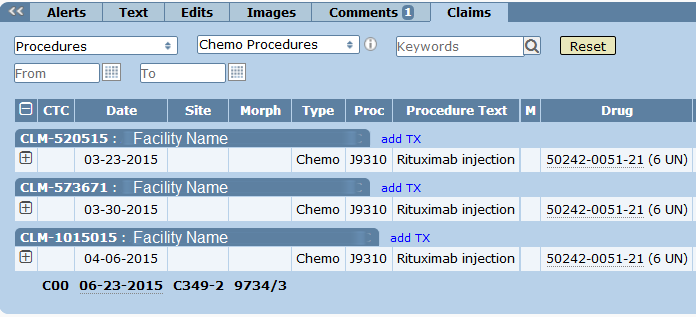 << Alerts Text Edits Images Comments 1 Claims
Procedures Chemo Procedures i Keywords Reset
From To
CTC Date Site Morph Type Proc Procedure Text M Drug
CLM-520515 : Facility Name add TX
03-23-2015 Chemo J9310 Rituximab injection 50242-0051-21 (6 UN)
CLM-573671 : Facility Name add TX
03-30-2015 Chemo J9310 Rituximab injection 50242-0051-21 (6 UN)
CLM-1015015 : Facility Name add TX
04-06-2015 Chemo J9310 Rituximab injection 50242-0051-21 (6 UN)
C00 06-23-2015 C349-2 9734/3